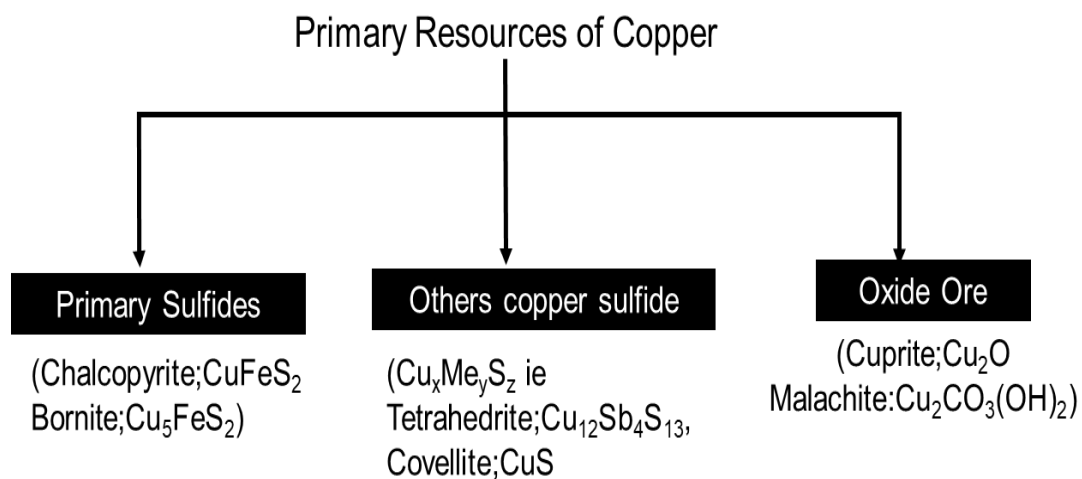 Primary Resources of Copper
Primary Sulfides
(Chalcopyrite;CuFeS₂
Bornite;Cu₅FeS₂)
Others copper sulfide
(CuₓMeᵧS₂ ie
Tetrahedrite;Cu₁₂Sb₄S₁₃,
Covellite;CuS
Oxide Ore
(Cuprite;Cu₂O
Malachite:Cu₂CO₃(OH)₂)